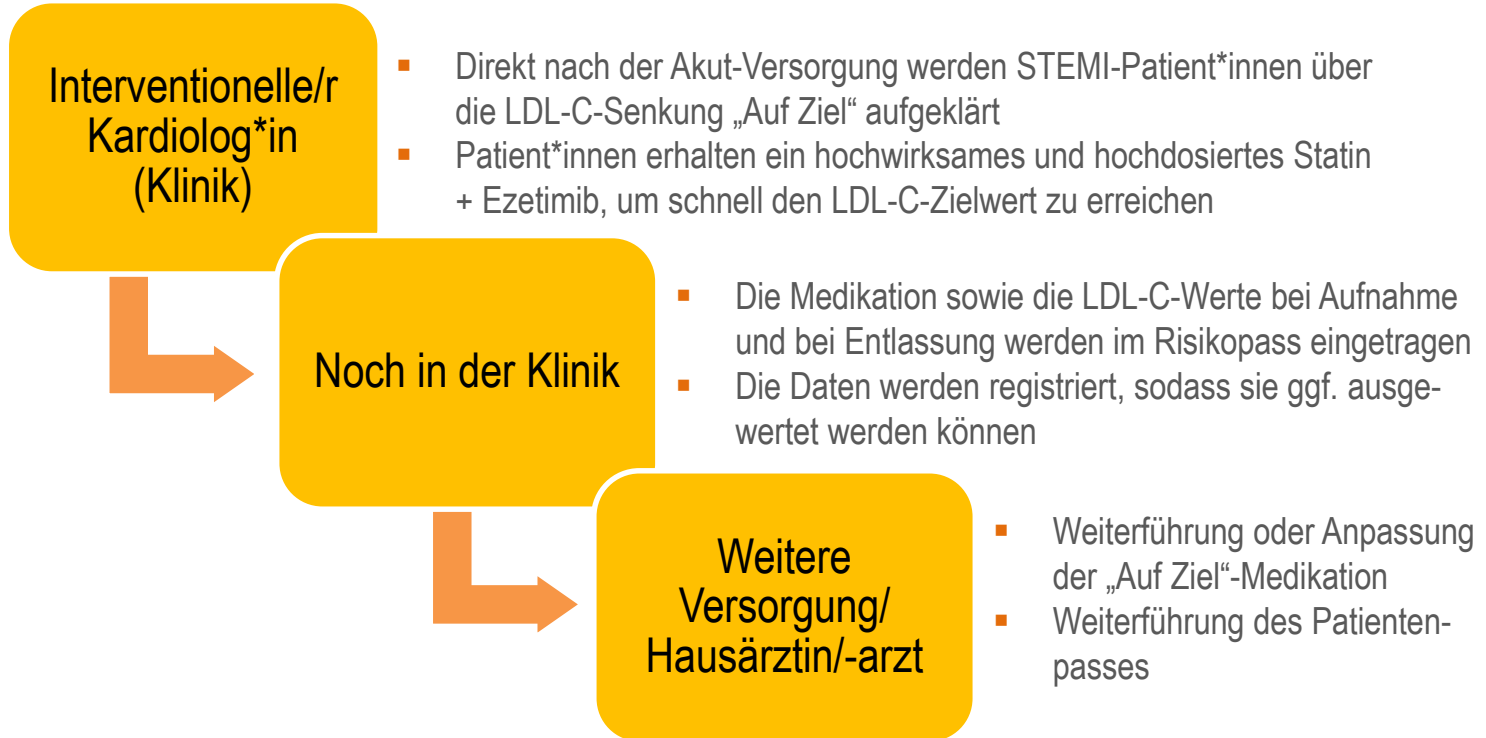 Interventionelle/r
Kardiolog*in
(Klinik)
▪ Direkt nach der Akut-Versorgung werden STEMI-Patient*innen über
die LDL-C-Senkung „Auf Ziel“ aufgeklärt
▪ Patient*innen erhalten ein hochwirksames und hochdosiertes Statin
+ Ezetimib, um schnell den LDL-C-Zielwert zu erreichen
Noch in der Klinik
▪ Die Medikation sowie die LDL-C-Werte bei Aufnahme
und bei Entlassung werden im Risikopass eingetragen
▪ Die Daten werden registriert, sodass sie ggf. ausge-
wertet werden können
Weitere
Versorgung/
Hausärztin/-arzt
▪ Weiterführung oder Anpassung
der „Auf Ziel“-Medikation
▪ Weiterführung des Patienten-
passes